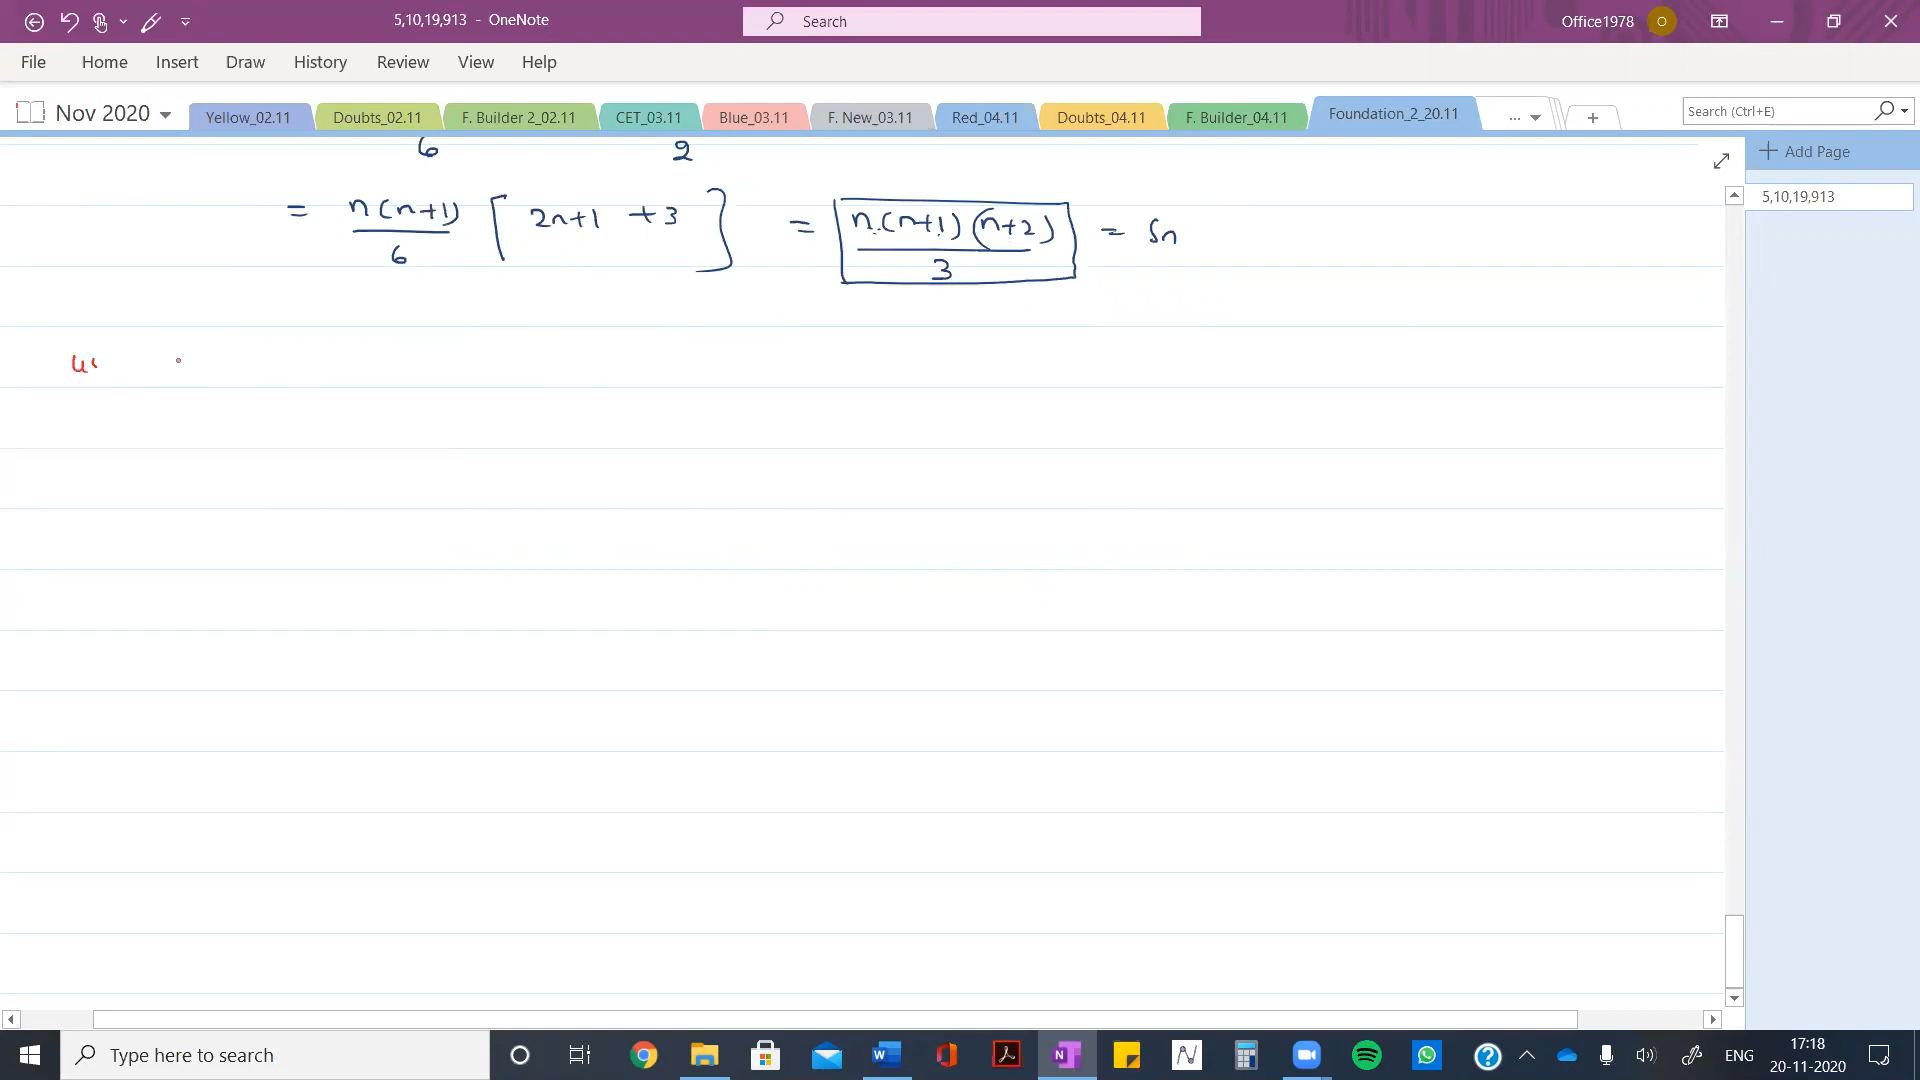 5,10,19,913 - OneNote
Search
Office1978
O
File Home Insert Draw History Review View Help
Nov 2020
Yellow_02.11 Doubts_02.11 F. Builder 2_02.11 CET_03.11 Blue_03.11 F. New_03.11 Red_04.11 Doubts_04.11 F. Builder_04.11 Foundation_2_20.11 ... +
Search (Ctrl+E)
Add Page
5,10,19,913
6 2
= n(n+1)/6 [ 2n+1 +3 ] = n(n+1)(n+2)/3 = Sn
Type here to search
ENG
17:18
20-11-2020